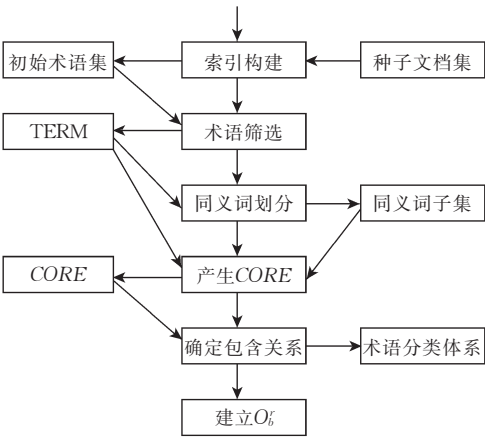 初始术语集 索引构建 种子文档集
TERM 术语筛选
同义词划分 同义词子集
CORE 产生CORE
确定包含关系 术语分类体系
建立O_b^r